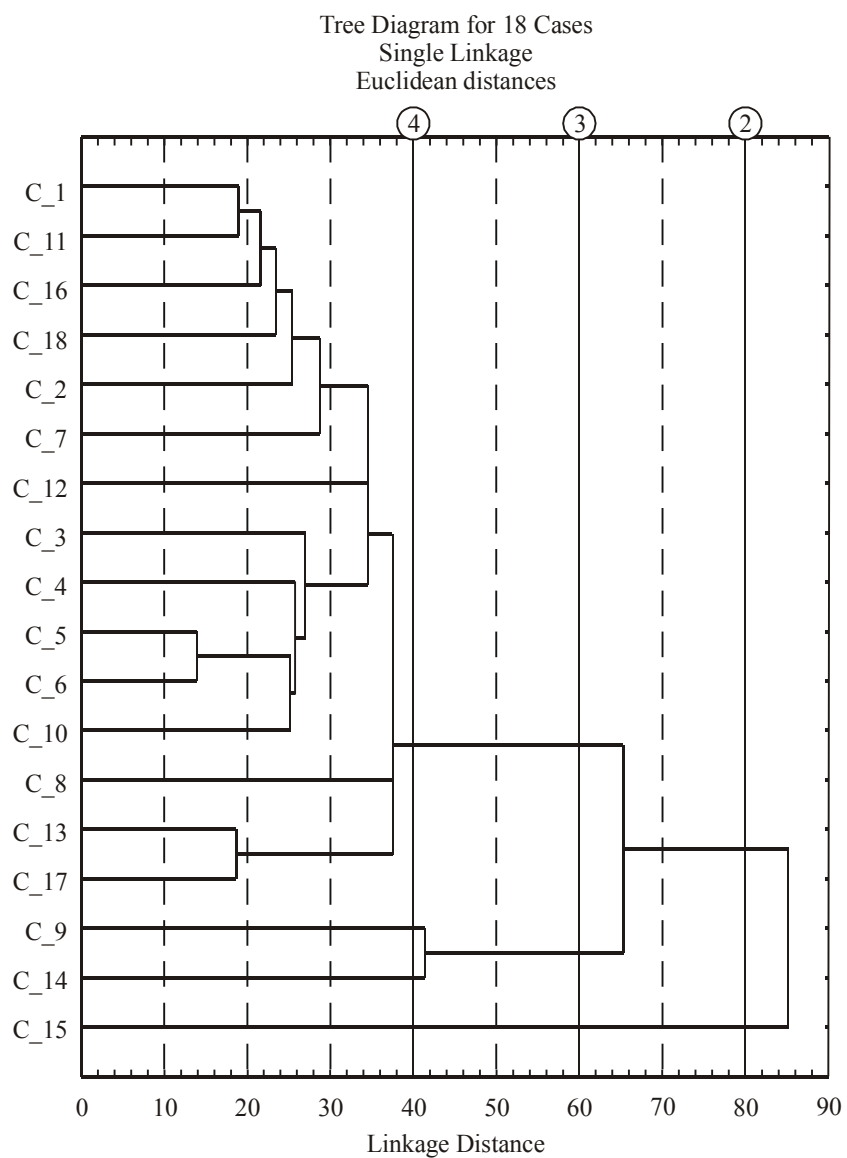 Tree Diagram for 18 Cases
Single Linkage
Euclidean distances
4 3 2
C_1
C_11
C_16
C_18
C_2
C_7
C_12
C_3
C_4
C_5
C_6
C_10
C_8
C_13
C_17
C_9
C_14
C_15
0 10 20 30 40 50 60 70 80 90
Linkage Distance